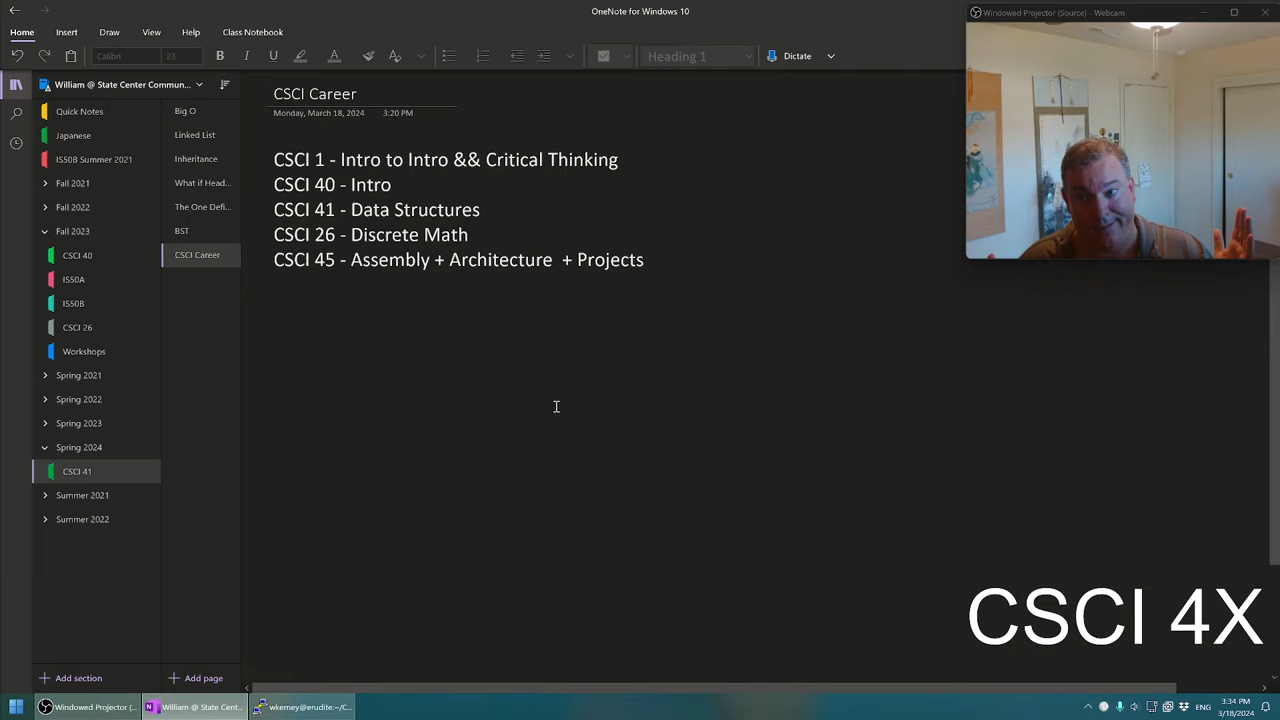 OneNote for Windows 10
Windowed Projector (Source) - Webcam
Home
Insert
Draw
View
Help
Class Notebook
Calibri
23
B
I
U
A
Heading 1
Dictate
William @ State Center Commun...
Quick Notes
Japanese
IS50B Summer 2021
Fall 2021
Fall 2022
Fall 2023
CSCI 40
IS50A
IS50B
CSCI 26
Workshops
Spring 2021
Spring 2022
Spring 2023
Spring 2024
CSCI 41
Summer 2021
Summer 2022
Add section
Big O
Linked List
Inheritance
What if Head...
The One Defi...
BST
CSCI Career
Add page
CSCI Career
Monday, March 18, 2024 3:20 PM
CSCI 1 - Intro to Intro && Critical Thinking
CSCI 40 - Intro
CSCI 41 - Data Structures
CSCI 26 - Discrete Math
CSCI 45 - Assembly + Architecture + Projects
CSCI 4X
Windowed Projector (...
William @ State Cent...
wkerney@erudite:~/C...
ENG
3:34 PM
3/18/2024